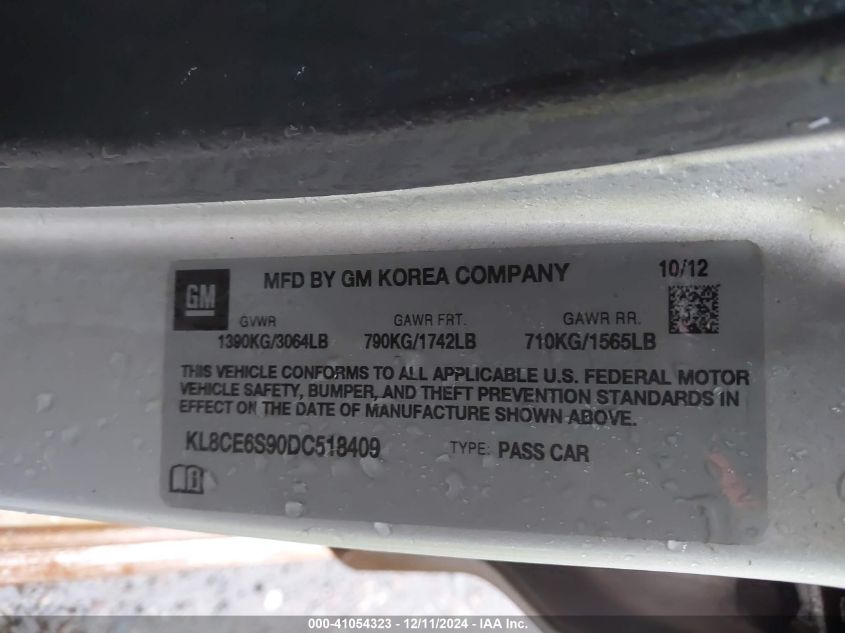 GM
MFD BY GM KOREA COMPANY
10/12
GVWR
GAWR FRT.
GAWR RR.
1390KG/3064LB
790KG/1742LB
710KG/1565LB
THIS VEHICLE CONFORMS TO ALL APPLICABLE U.S. FEDERAL MOTOR
VEHICLE SAFETY, BUMPER, AND THEFT PREVENTION STANDARDS IN
EFFECT ON THE DATE OF MANUFACTURE SHOWN ABOVE.
KL8CE6S90DC518409
TYPE: PASS CAR
000-41054323 - 12/11/2024 - IAA Inc.